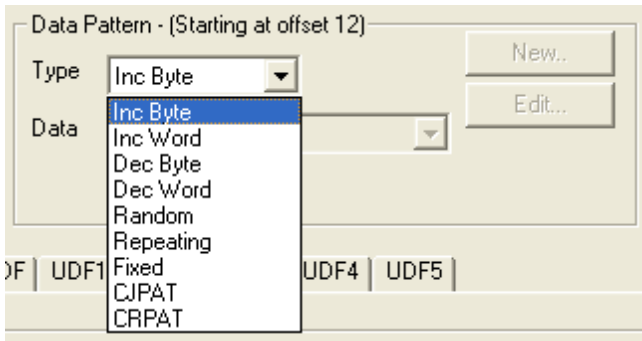 Data Pattern - (Starting at offset 12)
Type
Inc Byte
New..
Edit...
Data
Inc Byte
Inc Word
Dec Byte
Dec Word
Random
Repeating
Fixed
CJPAT
CRPAT
DF UDF1 UDF4 UDF5